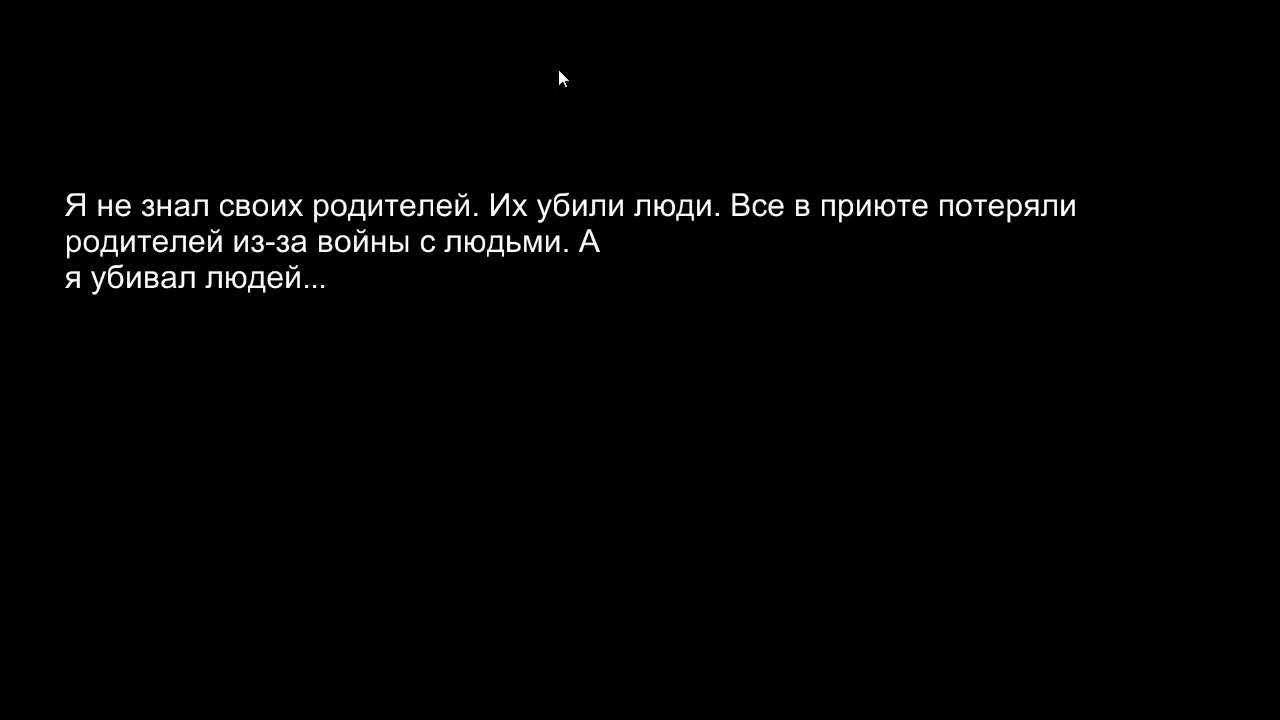 Я не знал своих родителей. Их убили люди. Все в приюте потеряли
родителей из-за войны с людьми. А
я убивал людей...